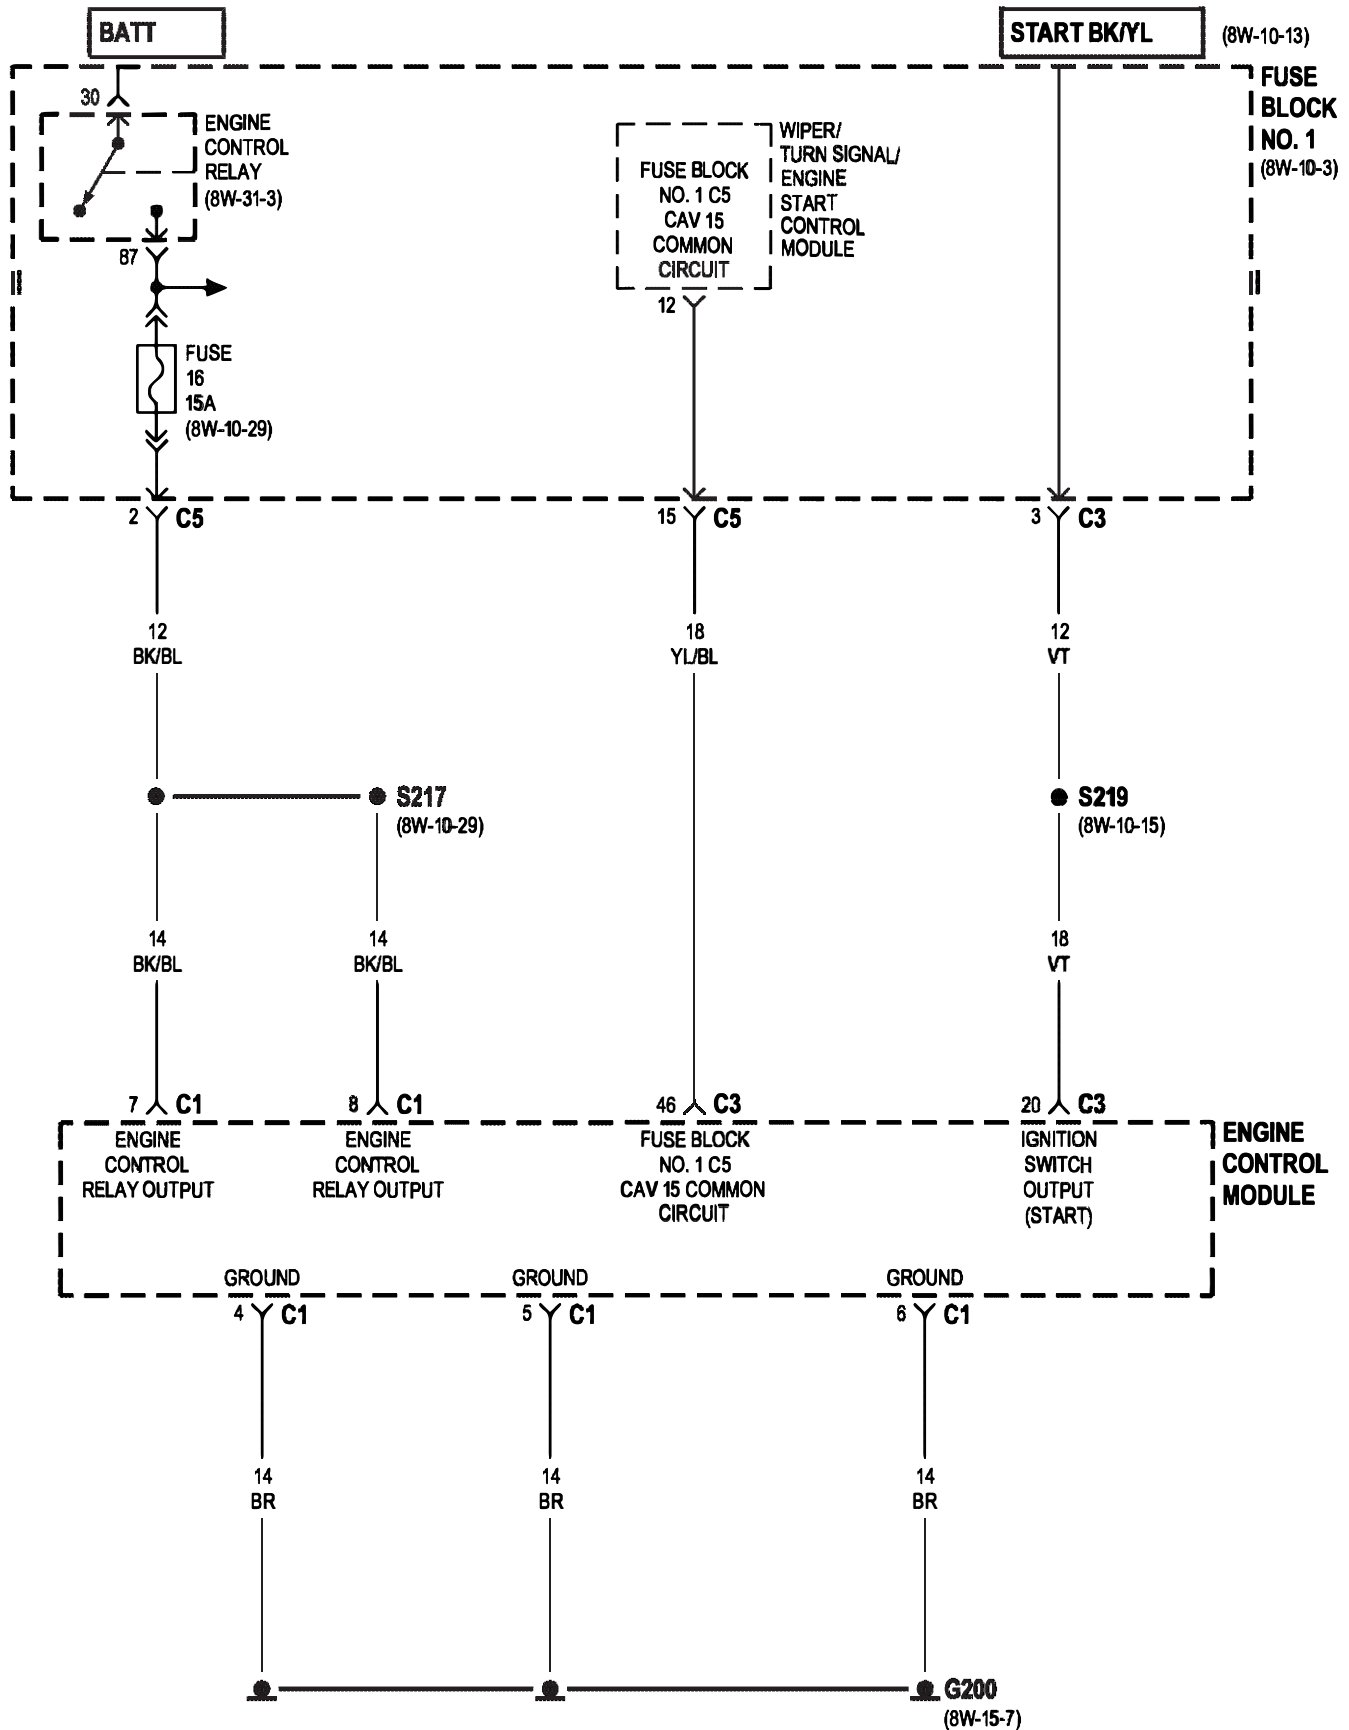 BATT
START BK/YL
(8W-10-13)
FUSE
BLOCK
NO. 1
(8W-10-3)
30
ENGINE
CONTROL
RELAY
(8W-31-3)
87
FUSE
16
15A
(8W-10-29)
FUSE BLOCK
NO. 1 C5
CAV 15
COMMON
CIRCUIT
12
WIPER/
TURN SIGNAL/
ENGINE
START
CONTROL
MODULE
2 C5
15 C5
3 C3
12
BK/BL
18
YL/BL
12
VT
S217
(8W-10-29)
S219
(8W-10-15)
14
BK/BL
14
BK/BL
18
VT
7 C1
8 C1
46 C3
20 C3
ENGINE
CONTROL
RELAY OUTPUT
ENGINE
CONTROL
RELAY OUTPUT
FUSE BLOCK
NO. 1 C5
CAV 15 COMMON
CIRCUIT
IGNITION
SWITCH
OUTPUT
(START)
ENGINE
CONTROL
MODULE
GROUND
GROUND
GROUND
4 C1
5 C1
6 C1
14
BR
14
BR
14
BR
G200
(8W-15-7)